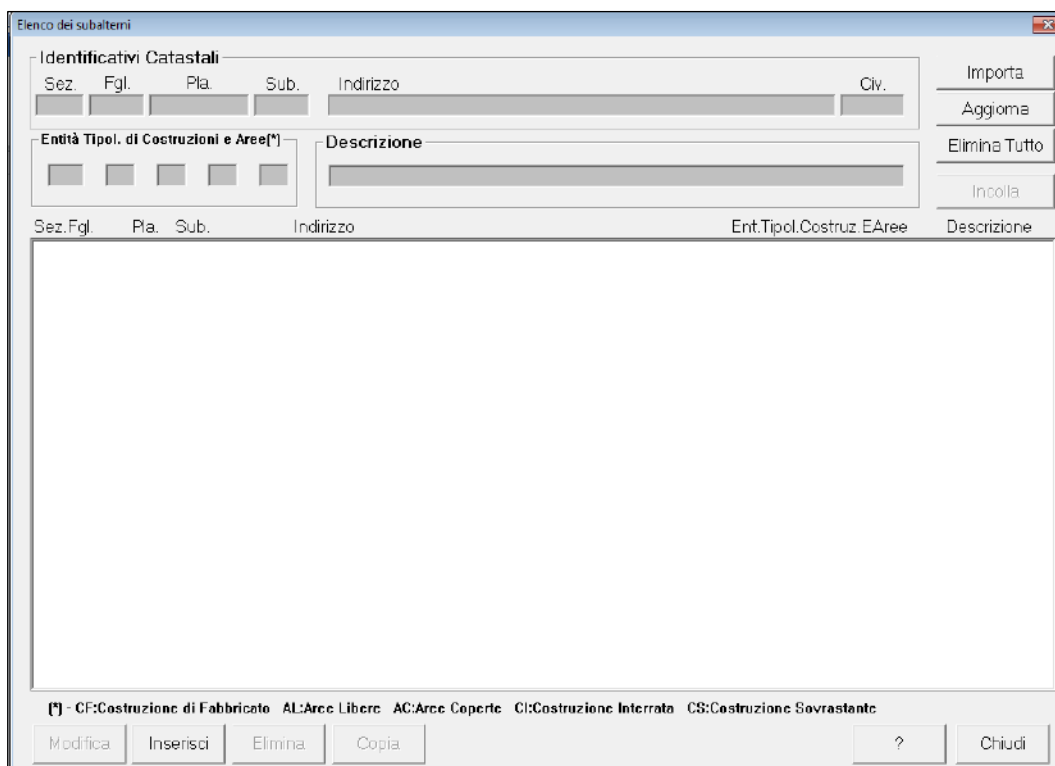 Elenco dei subalterni
Identificativi Catastali
Sez. Fgl. Pla. Sub. Indirizzo Civ.
Importa
Aggiorna
Entità Tipol. di Costruzioni e Aree(*) Descrizione
Elimina Tutto
Incolla
Sez.Fgl. Pla. Sub. Indirizzo Ent.Tipol.Costruz.EAree Descrizione
(*) - CF:Costruzione di Fabbricato AL:Aree Libere AC:Aree Coperte CI:Costruzione Interrata CS:Costruzione Sovrastante
Modifica Inserisci Elimina Copia ? Chiudi